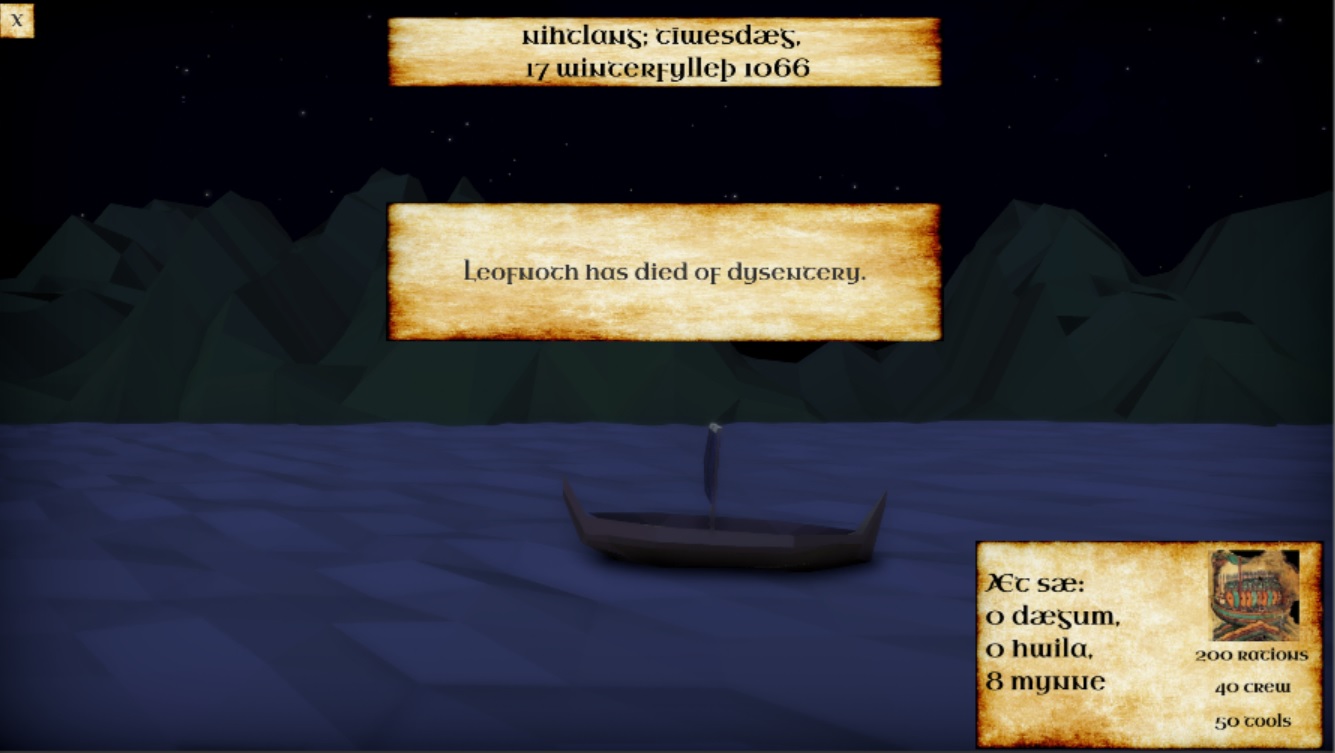 X
nihtlang; tiwesdæg,
17 winterfylleþ 1066
Leofnoth has died of dysentery.
Æt sæ:
0 dægum,
0 hwila,
8 mynne
200 rations
40 crew
50 tools